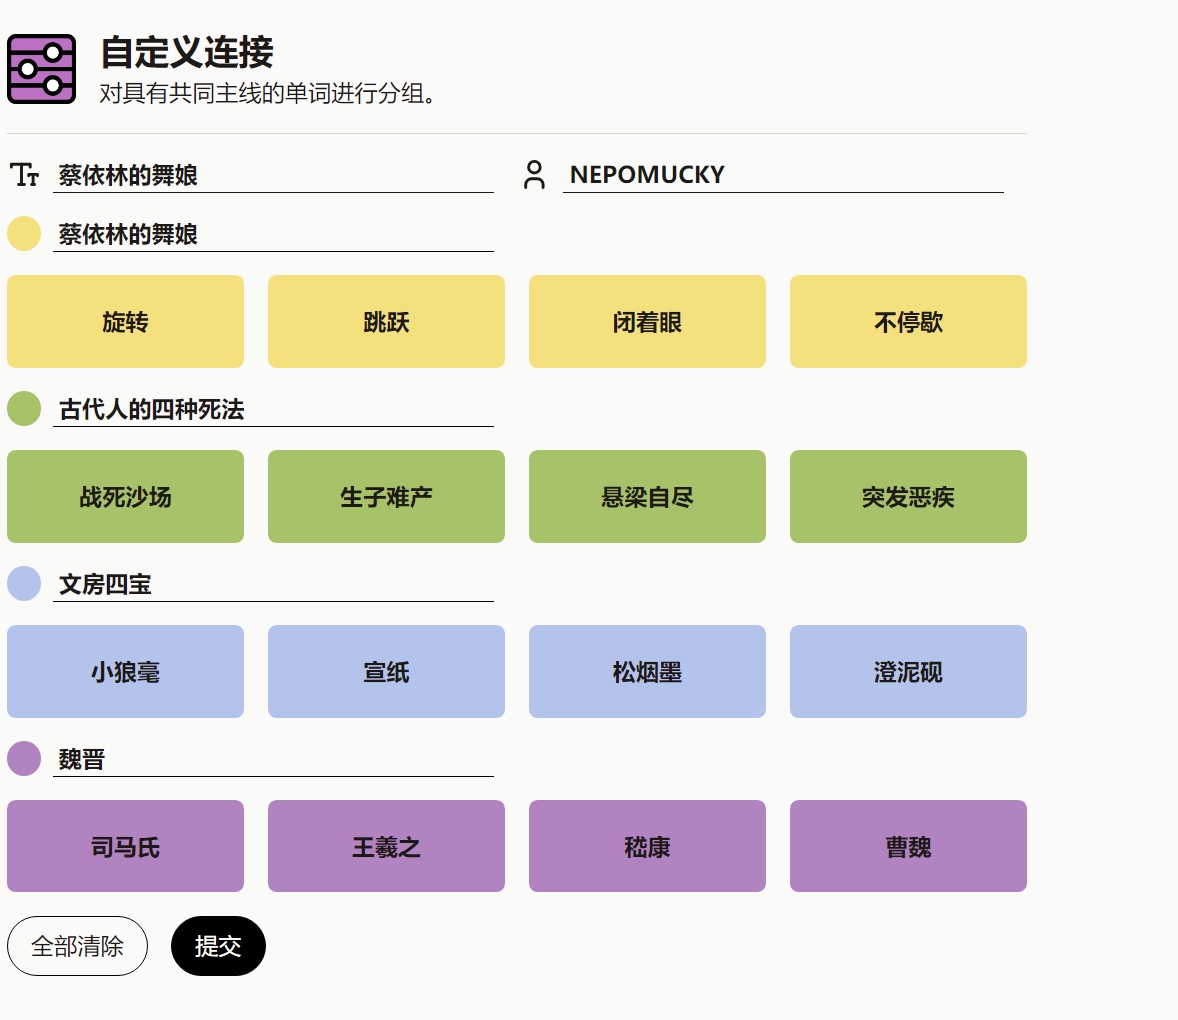 自定义连接
对具有共同主线的单词进行分组。
蔡依林的舞娘 NEPOMUCKY
蔡依林的舞娘
旋转 跳跃 闭着眼 不停歇
古代人的四种死法
战死沙场 生子难产 悬梁自尽 突发恶疾
文房四宝
小狼毫 宣纸 松烟墨 澄泥砚
魏晋
司马氏 王羲之 嵇康 曹魏
全部清除 提交